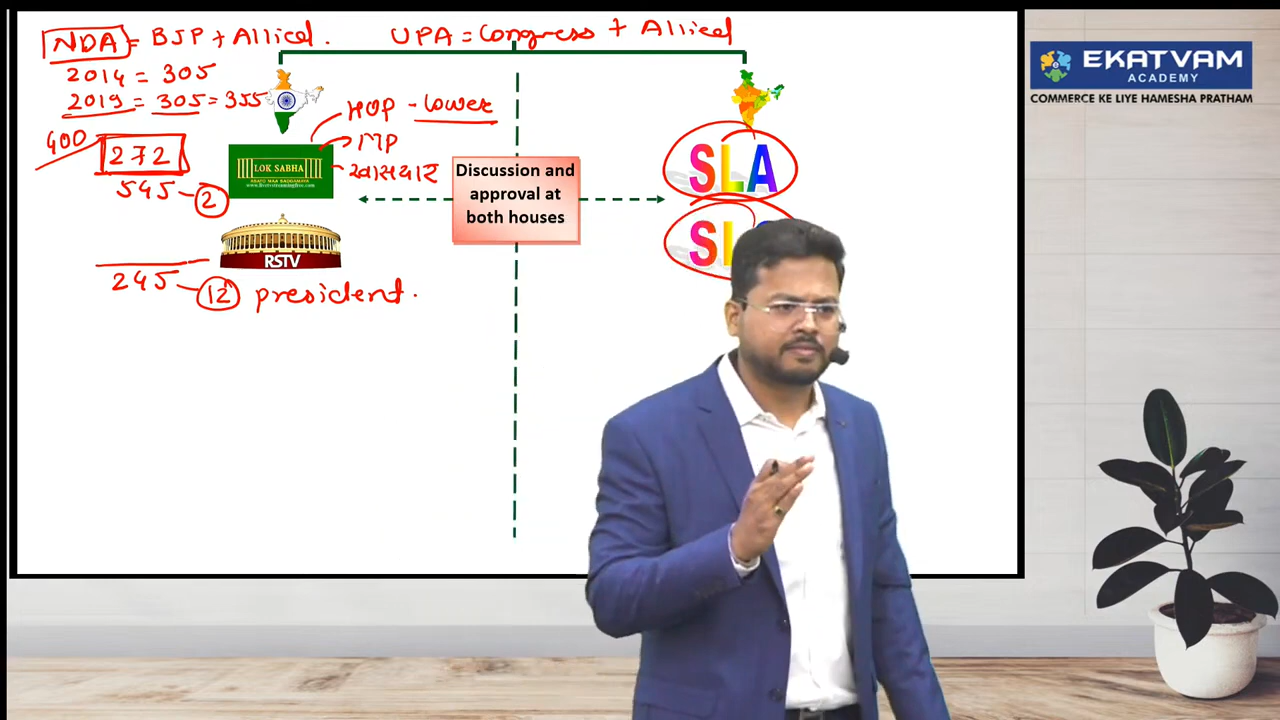 NDA = BJP + Allied.
UPA = Congress + Allied
2014 = 305
2019 = 305 = 355
400
272
545 - 2
HOP - lower
MP
LOK SABHA
Discussion and
approval at
both houses
SLA
RSTV
245 - 12 president.
EKATVAM
ACADEMY
COMMERCE KE LIYE HAMESHA PRATHAM